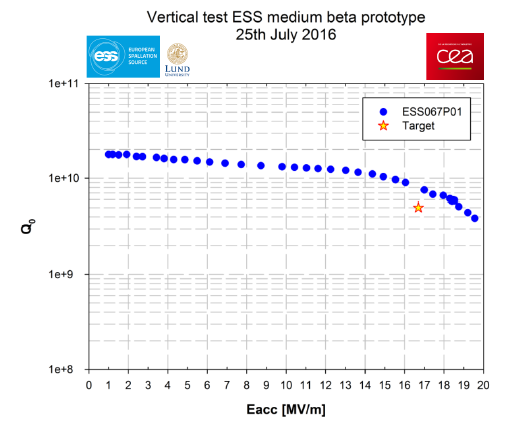 Vertical test ESS medium beta prototype
25th July 2016
ess
EUROPEAN
SPALLATION
SOURCE
LUND
UNIVERSITY
cea
1e+11
ESS067P01
Target
1e+10
Q0
1e+9
1e+8
0 1 2 3 4 5 6 7 8 9 10 11 12 13 14 15 16 17 18 19 20
Eacc [MV/m]